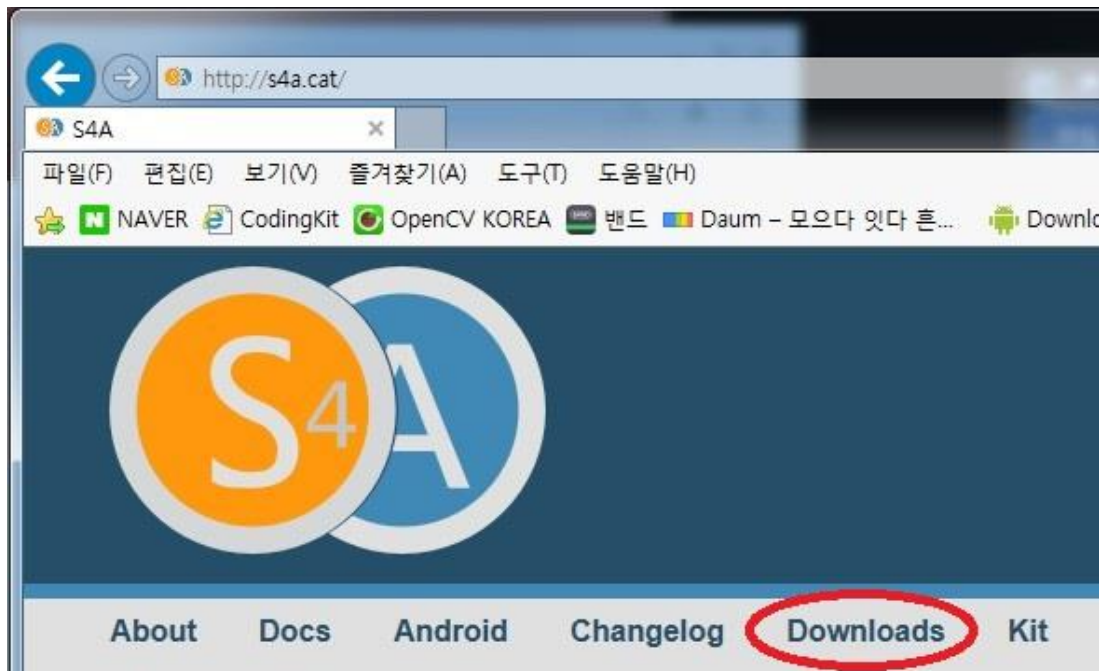 http://s4a.cat/
S4A
파일(F) 편집(E) 보기(V) 즐겨찾기(A) 도구(T) 도움말(H)
NAVER CodingKit OpenCV KOREA 밴드 Daum – 모으다 잇다 흔... Downlo
S4A
About Docs Android Changelog Downloads Kit